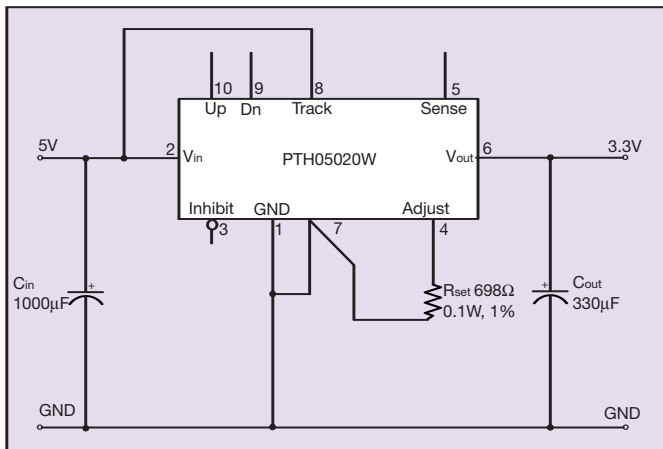 10 9 8 5
Up Dn Track Sense
5V 2 Vin PTH05020W Vout 6 3.3V
Inhibit GND Adjust
3 1 7 4
Cin + 1000μF
Rset 698Ω
0.1W, 1%
+ Cout
330μF
GND GND